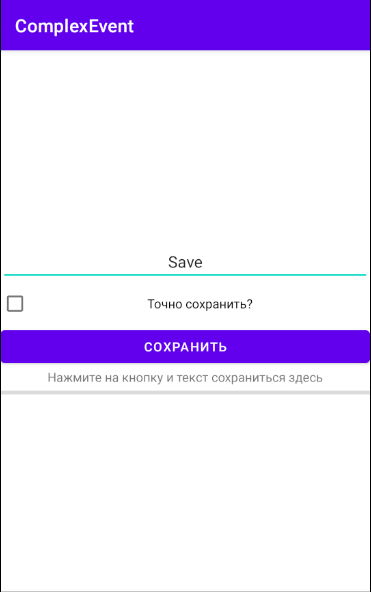 ComplexEvent
Save
Точно сохранить?
СОХРАНИТЬ
Нажмите на кнопку и текст сохраниться здесь